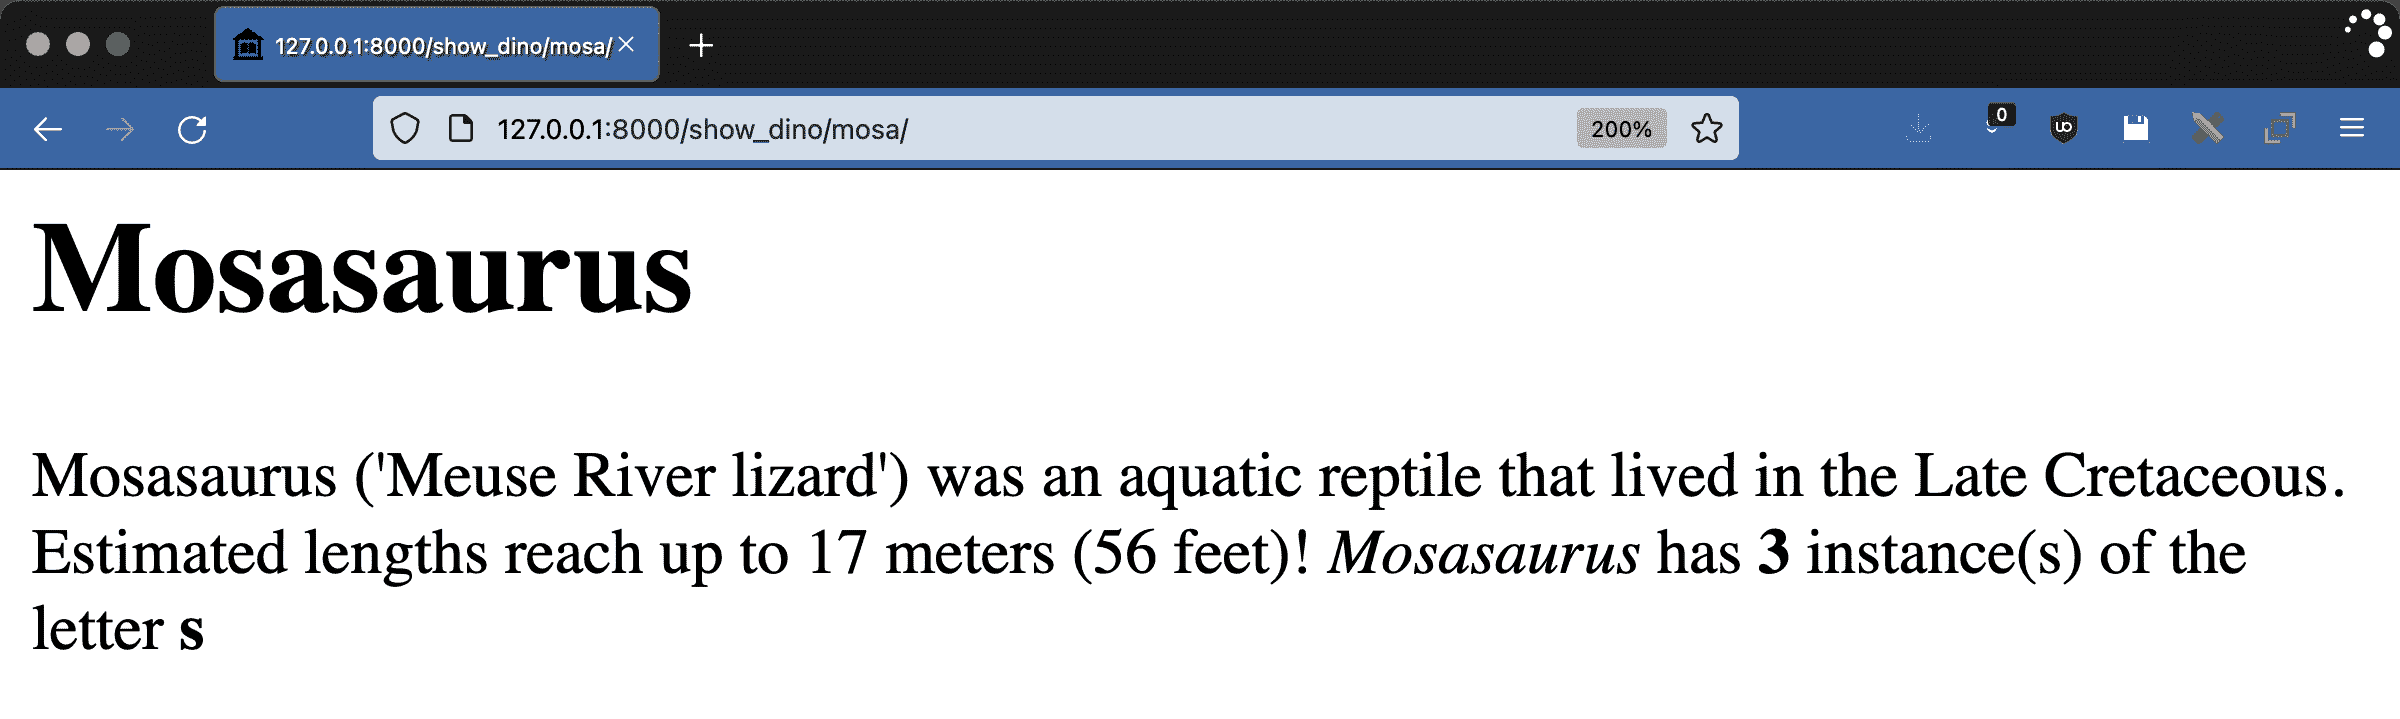 127.0.0.1:8000/show_dino/mosa/
127.0.0.1:8000/show_dino/mosa/ 200% 0 uo
Mosasaurus
Mosasaurus ('Meuse River lizard') was an aquatic reptile that lived in the Late Cretaceous.
Estimated lengths reach up to 17 meters (56 feet)! Mosasaurus has 3 instance(s) of the
letter s